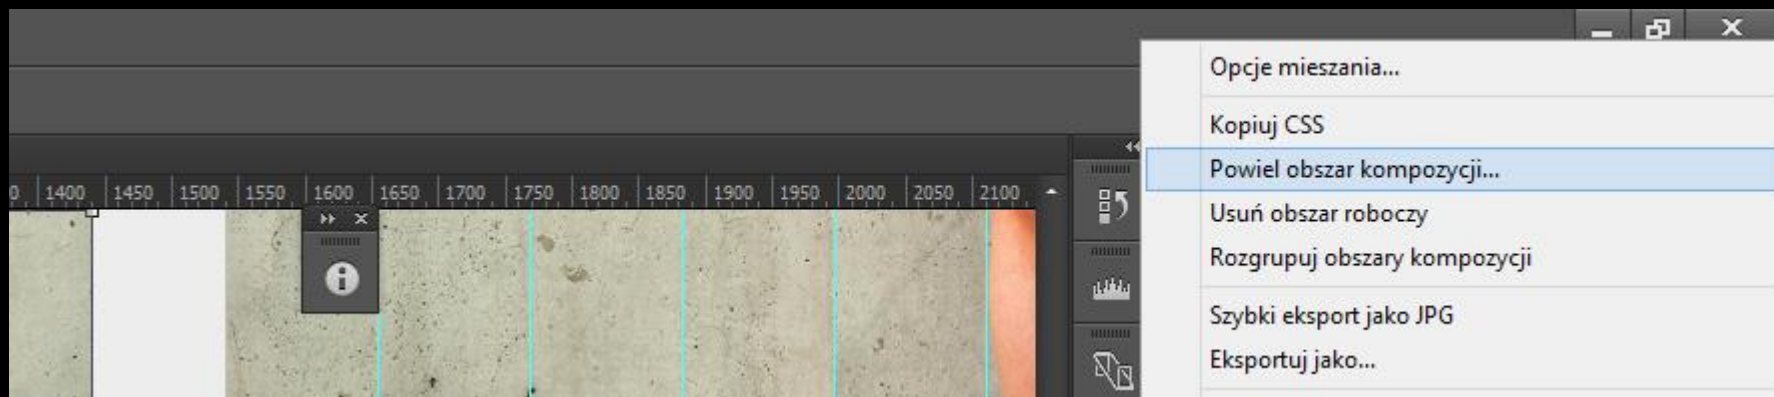 1400 1450 1500 1550 1600 1650 1700 1750 1800 1850 1900 1950 2000 2050 2100
Opcje mieszania...
Kopiuj CSS
Powiel obszar kompozycji...
Usuń obszar roboczy
Rozgrupuj obszary kompozycji
Szybki eksport jako JPG
Eksportuj jako...